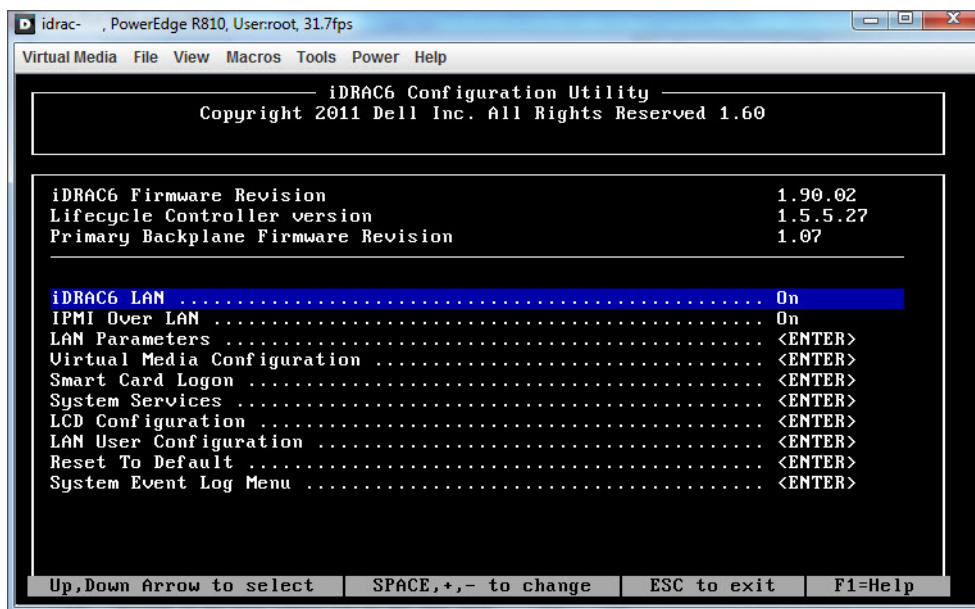 idrac- , PowerEdge R810, User:root, 31.7fps
Virtual Media File View Macros Tools Power Help
iDRAC6 Configuration Utility
Copyright 2011 Dell Inc. All Rights Reserved 1.60
iDRAC6 Firmware Revision 1.90.02
Lifecycle Controller version 1.5.5.27
Primary Backplane Firmware Revision 1.07
iDRAC6 LAN ................................................... On
IPMI Over LAN ................................................ On
LAN Parameters ............................................... <ENTER>
Virtual Media Configuration ................................. <ENTER>
Smart Card Logon .............................................. <ENTER>
System Services .............................................. <ENTER>
LCD Configuration ............................................. <ENTER>
LAN User Configuration ....................................... <ENTER>
Reset To Default ............................................. <ENTER>
System Event Log Menu ........................................ <ENTER>
Up,Down Arrow to select SPACE,+,- to change ESC to exit F1=Help